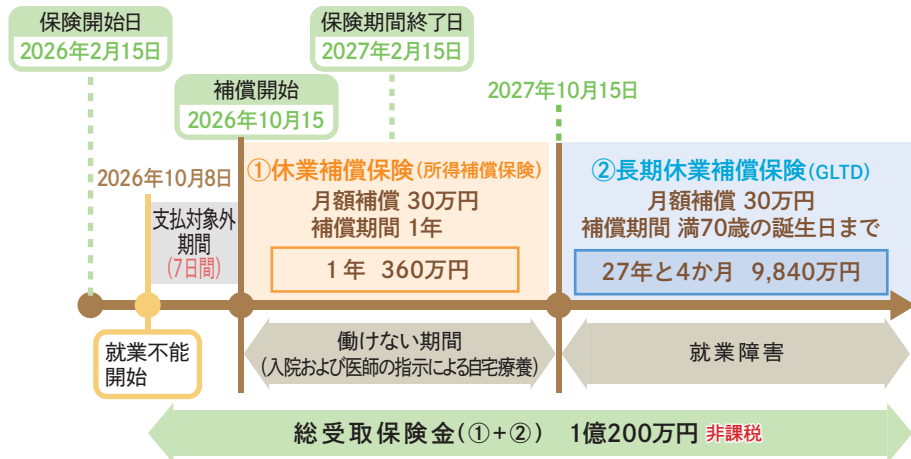 保険開始日
2026年2月15日
保険期間終了日
2027年2月15日
補償開始
2026年10月15
2027年10月15日
2026年10月8日
支払対象外
期間
(7日間)
①休業補償保険(所得補償保険)
月額補償 30万円
補償期間 1年
1年 360万円
②長期休業補償保険(GLTD)
月額補償 30万円
補償期間 満70歳の誕生日まで
27年と4か月 9,840万円
就業不能
開始
働けない期間
(入院および医師の指示による自宅療養)
就業障害
総受取保険金(①+②) 1億200万円 非課税